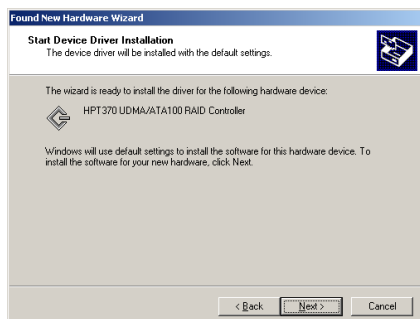 Found New Hardware Wizard
Start Device Driver Installation
The device driver will be installed with the default settings.
The wizard is ready to install the driver for the following hardware device:
HPT370 UDMA/ATA100 RAID Controller
Windows will use default settings to install the software for this hardware device. To
install the software for your new hardware, click Next.
< Back
Next >
Cancel